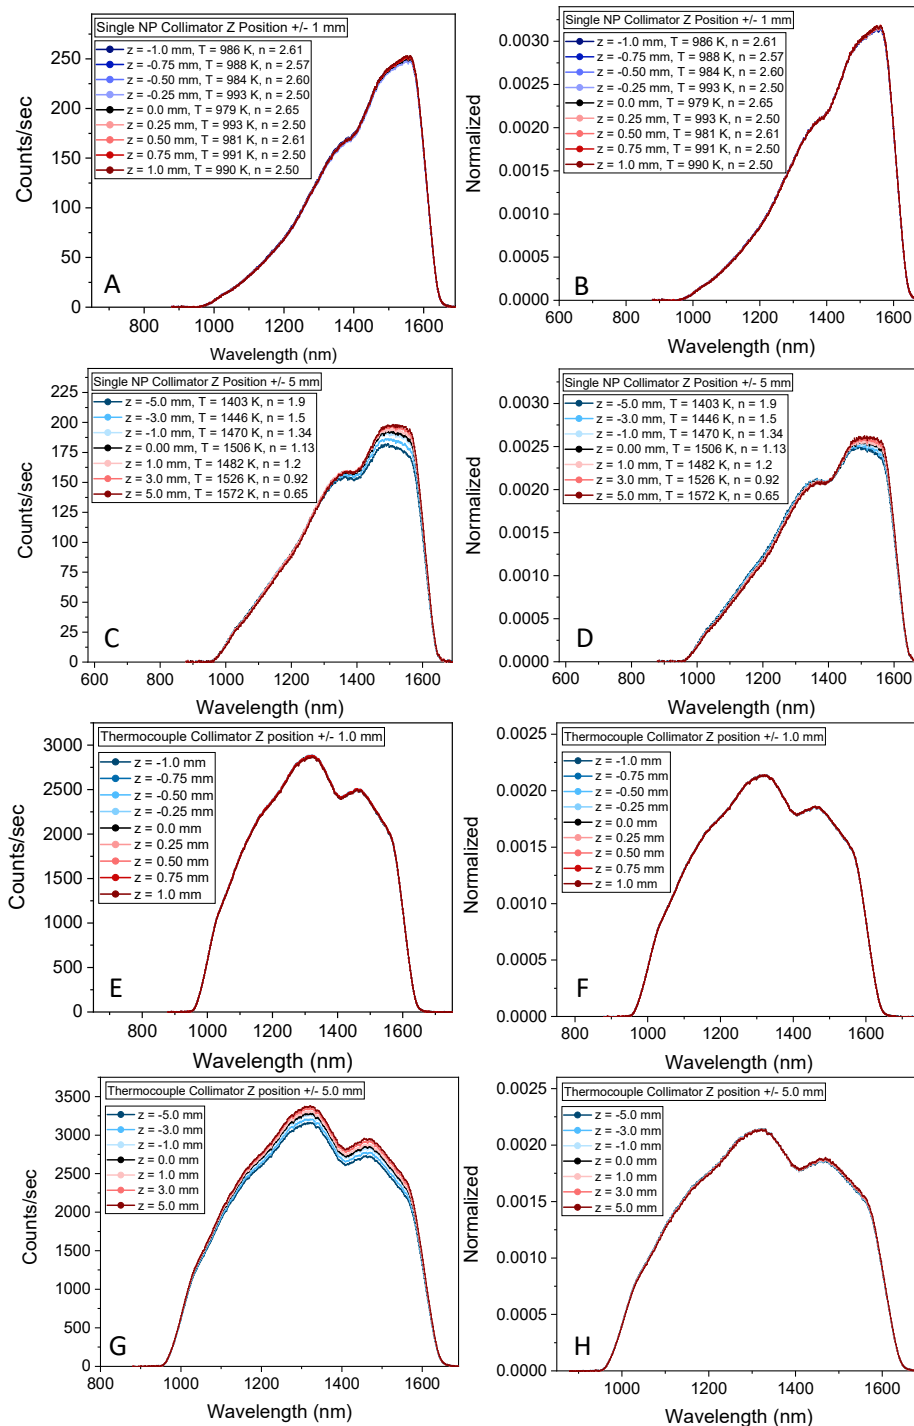 Single NP Collimator Z Position +/- 1 mm
z = -1.0 mm, T = 986 K, n = 2.61
z = -0.75 mm, T = 988 K, n = 2.57
z = -0.50 mm, T = 984 K, n = 2.60
z = -0.25 mm, T = 993 K, n = 2.50
z = 0.0 mm, T = 979 K, n = 2.65
z = 0.25 mm, T = 993 K, n = 2.50
z = 0.50 mm, T = 981 K, n = 2.61
z = 0.75 mm, T = 991 K, n = 2.50
z = 1.0 mm, T = 990 K, n = 2.50
Counts/sec
250
200
150
100
50
0
A
800 1000 1200 1400 1600
Wavelength (nm)
Single NP Collimator Z Position +/- 1 mm
z = -1.0 mm, T = 986 K, n = 2.61
z = -0.75 mm, T = 988 K, n = 2.57
z = -0.50 mm, T = 984 K, n = 2.60
z = -0.25 mm, T = 993 K, n = 2.50
z = 0.0 mm, T = 979 K, n = 2.65
z = 0.25 mm, T = 993 K, n = 2.50
z = 0.50 mm, T = 981 K, n = 2.61
z = 0.75 mm, T = 991 K, n = 2.50
z = 1.0 mm, T = 990 K, n = 2.50
Normalized
0.0030
0.0025
0.0020
0.0015
0.0010
0.0005
0.0000
B
600 800 1000 1200 1400 1600
Wavelength (nm)
Single NP Collimator Z Position +/- 5 mm
z = -5.0 mm, T = 1403 K, n = 1.9
z = -3.0 mm, T = 1446 K, n = 1.5
z = -1.0 mm, T = 1470 K, n = 1.34
z = 0.00 mm, T = 1506 K, n = 1.13
z = 1.0 mm, T = 1482 K, n = 1.2
z = 3.0 mm, T = 1526 K, n = 0.92
z = 5.0 mm, T = 1572 K, n = 0.65
Counts/sec
225
200
175
150
125
100
75
50
25
0
C
600 800 1000 1200 1400 1600
Wavelength (nm)
Single NP Collimator Z Position +/- 5 mm
z = -5.0 mm, T = 1403 K, n = 1.9
z = -3.0 mm, T = 1446 K, n = 1.5
z = -1.0 mm, T = 1470 K, n = 1.34
z = 0.00 mm, T = 1506 K, n = 1.13
z = 1.0 mm, T = 1482 K, n = 1.2
z = 3.0 mm, T = 1526 K, n = 0.92
z = 5.0 mm, T = 1572 K, n = 0.65
Normalized
0.0030
0.0025
0.0020
0.0015
0.0010
0.0005
0.0000
D
600 800 1000 1200 1400 1600
Wavelength (nm)
Thermocouple Collimator Z position +/- 1.0 mm
z = -1.0 mm
z = -0.75 mm
z = -0.50 mm
z = -0.25 mm
z = 0.0 mm
z = 0.25 mm
z = 0.50 mm
z = 0.75 mm
z = 1.0 mm
Counts/sec
3000
2500
2000
1500
1000
500
0
E
800 1000 1200 1400 1600
Wavelength (nm)
Thermocouple Collimator Z position +/- 1.0 mm
z = -1.0 mm
z = -0.75 mm
z = -0.50 mm
z = -0.25 mm
z = 0.0 mm
z = 0.25 mm
z = 0.50 mm
z = 0.75 mm
z = 1.0 mm
Normalized
0.0025
0.0020
0.0015
0.0010
0.0005
0.0000
F
800 1000 1200 1400 1600
Wavelength (nm)
Thermocouple Collimator Z position +/- 5.0 mm
z = -5.0 mm
z = -3.0 mm
z = -1.0 mm
z = 0.0 mm
z = 1.0 mm
z = 3.0 mm
z = 5.0 mm
Counts/sec
3500
3000
2500
2000
1500
1000
500
0
G
800 1000 1200 1400 1600
Wavelength (nm)
Thermocouple Collimator Z position +/- 5.0 mm
z = -5.0 mm
z = -3.0 mm
z = -1.0 mm
z = 0.0 mm
z = 1.0 mm
z = 3.0 mm
z = 5.0 mm
Normalized
0.0025
0.0020
0.0015
0.0010
0.0005
0.0000
H
1000 1200 1400 1600
Wavelength (nm)